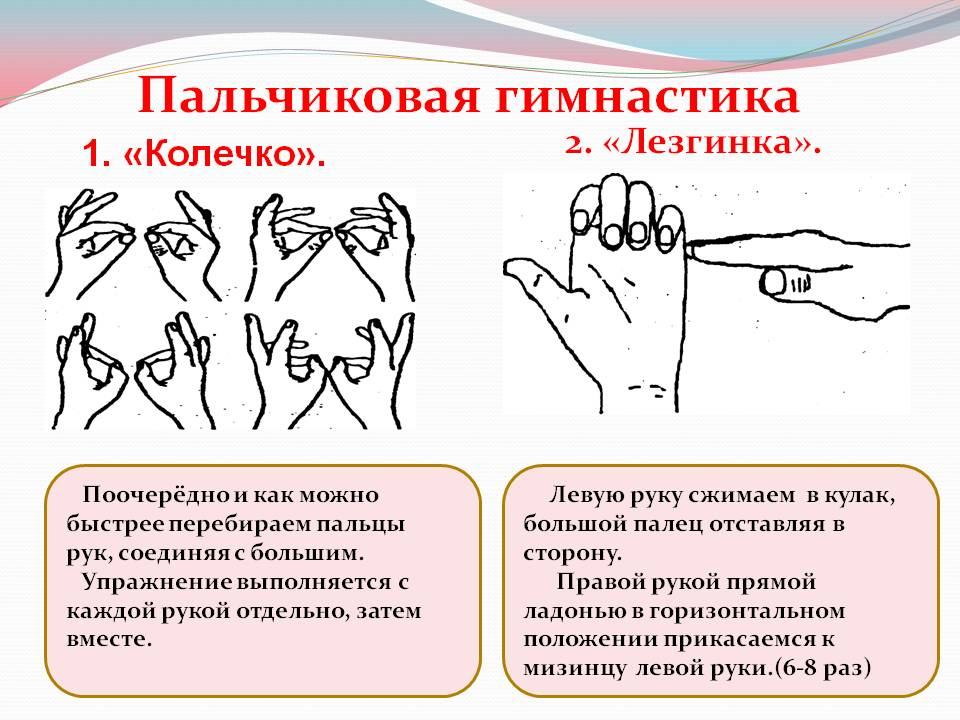 Пальчиковая гимнастика
1. «Колечко».
2. «Лезгинка».
Поочерёдно и как можно
быстрее перебираем пальцы
рук, соединяя с большим.
Упражнение выполняется с
каждой рукой отдельно, затем
вместе.
Левую руку сжимаем в кулак,
большой палец отставляя в
сторону.
Правой рукой прямой
ладонью в горизонтальном
положении прикасаемся к
мизинцу левой руки.(6-8 раз)